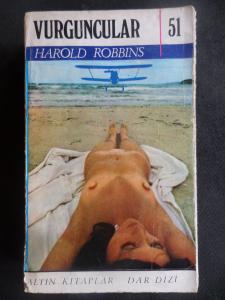 VURGUNCULAR
51
HAROLD ROBBINS
ALTIN KİTAPLAR DAR DİZİ